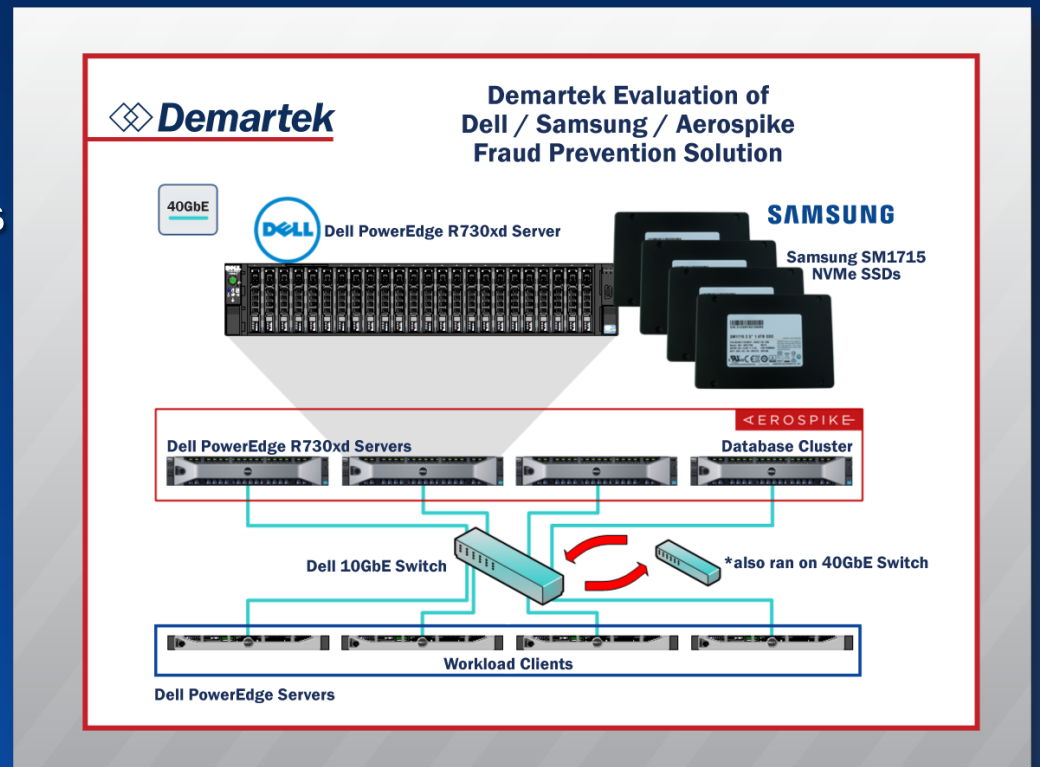 Demartek
Demartek Evaluation of
Dell / Samsung / Aerospike
Fraud Prevention Solution
40GbE
DELL
Dell PowerEdge R730xd Server
SAMSUNG
Samsung SM1715
NVMe SSDs
AEROSPIKE
Dell PowerEdge R730xd Servers
Database Cluster
Dell 10GbE Switch
*also ran on 40GbE Switch
Workload Clients
Dell PowerEdge Servers